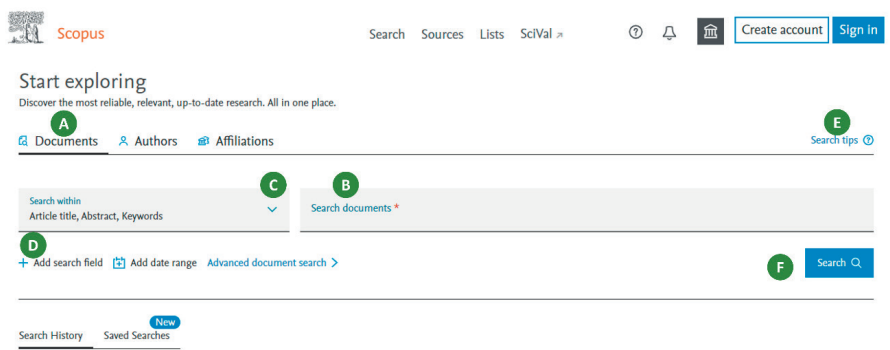 Scopus
Search Sources Lists SciVal ↗
Create account Sign in
Start exploring
Discover the most reliable, relevant, up-to-date research. All in one place.
A
E
Documents Authors Affiliations
Search tips ?
C
B
Search within
Article title, Abstract, Keywords
Search documents *
D
+ Add search field Add date range Advanced document search >
F
Search
New
Search History Saved Searches